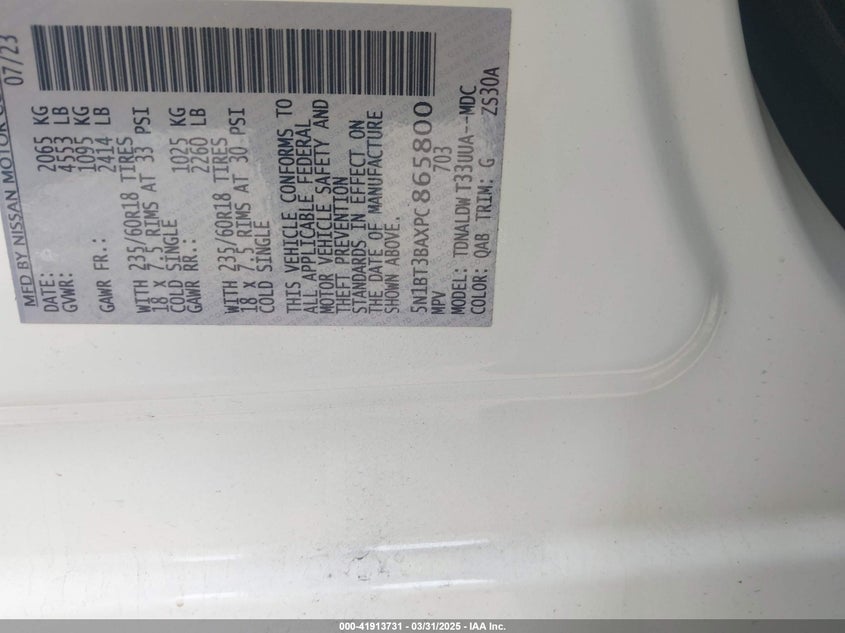 MFD BY NISSAN MOTOR CO
DATE: 07/23
GVWR: 2065 KG
4553 LB
GAWR FR.: 1095 KG
2414 LB
WITH 235/60R18 TIRES
18 X 7.5 RIMS AT 33 PSI
COLD SINGLE
GAWR RR.: 1025 KG
2260 LB
WITH 235/60R18 TIRES
18 X 7.5 RIMS AT 30 PSI
COLD SINGLE
THIS VEHICLE CONFORMS TO
ALL APPLICABLE FEDERAL
MOTOR VEHICLE SAFETY AND
THEFT PREVENTION
STANDARDS IN EFFECT ON
THE DATE OF MANUFACTURE
SHOWN ABOVE.
5N1BT3BAXPC865800
MPV 703
MODEL: TDNALDW T33UUA--MDC
COLOR: QAB TRIM: G ZS30A
000-41913731 - 03/31/2025 - IAA Inc.